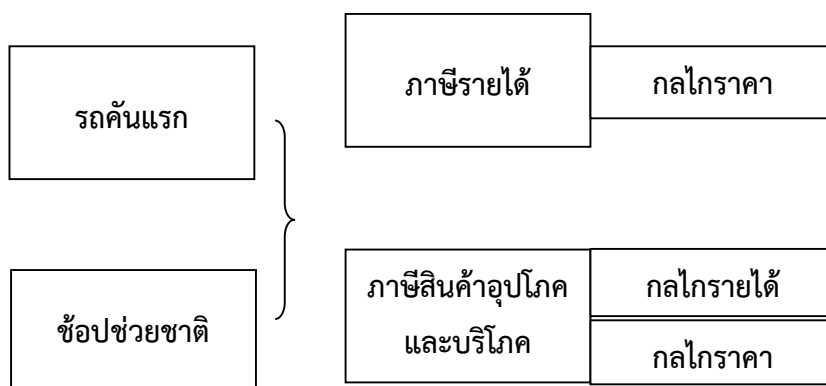 รถคันแรก
ช้อปช่วยชาติ
ภาษีรายได้
กลไกราคา
ภาษีสินค้าอุปโภค
และบริโภค
กลไกรายได้
กลไกราคา